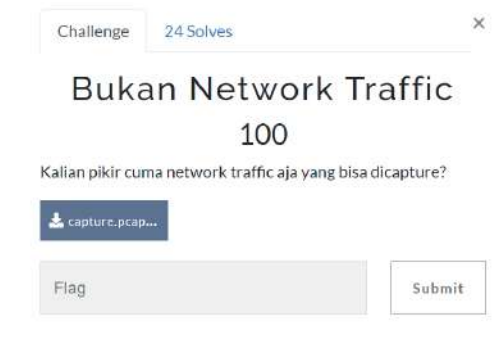 Challenge
24 Solves
×
Bukan Network Traffic
100
Kalian pikir cuma network traffic aja yang bisa dicapture?
capture.pcap...
Flag
Submit